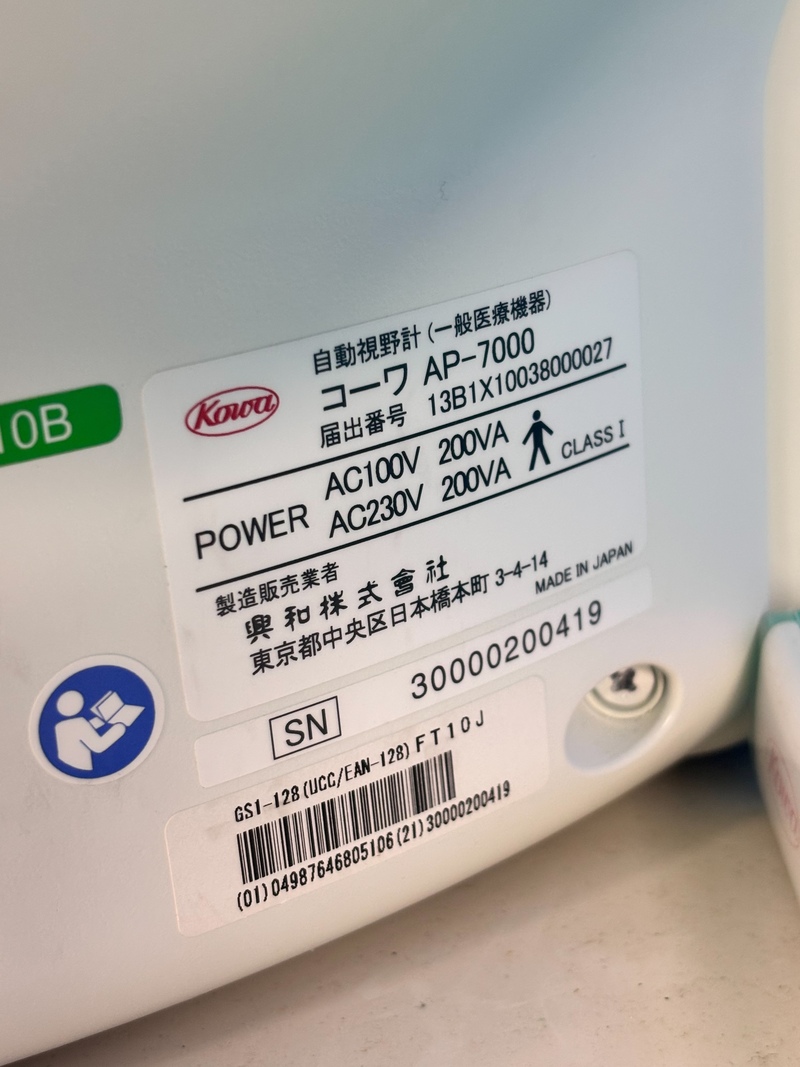 10B
Kowa
自動視野計（一般医療機器）
コーワ AP-7000
届出番号 13B1X10038000027
POWER
AC100V 200VA
AC230V 200VA
CLASS I
製造販売業者
興和株式會社
東京都中央区日本橋本町 3-4-14
MADE IN JAPAN
SN 30000200419
GS1-128(UCC/EAN-128) FT10J
(01)04987646805106(21)30000200419